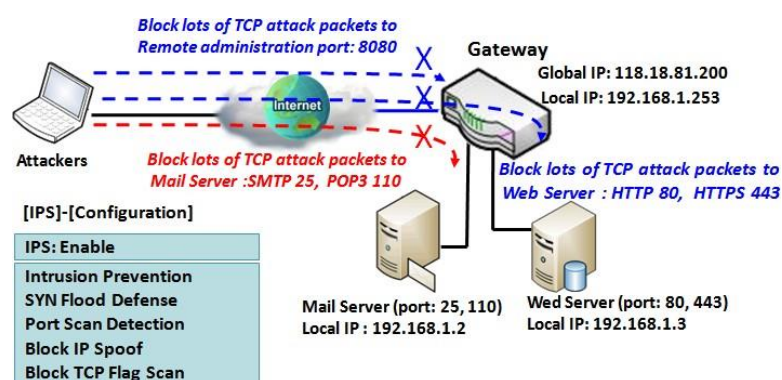 Block lots of TCP attack packets to
Remote administration port: 8080
Gateway
Global IP: 118.18.81.200
Local IP: 192.168.1.253
Internet
Attackers
Block lots of TCP attack packets to
Mail Server :SMTP 25, POP3 110
Block lots of TCP attack packets to
Web Server : HTTP 80, HTTPS 443
[IPS]-[Configuration]
IPS: Enable
Intrusion Prevention
SYN Flood Defense
Port Scan Detection
Block IP Spoof
Block TCP Flag Scan
Mail Server (port: 25, 110)
Local IP : 192.168.1.2
Wed Server (port: 80, 443)
Local IP: 192.168.1.3